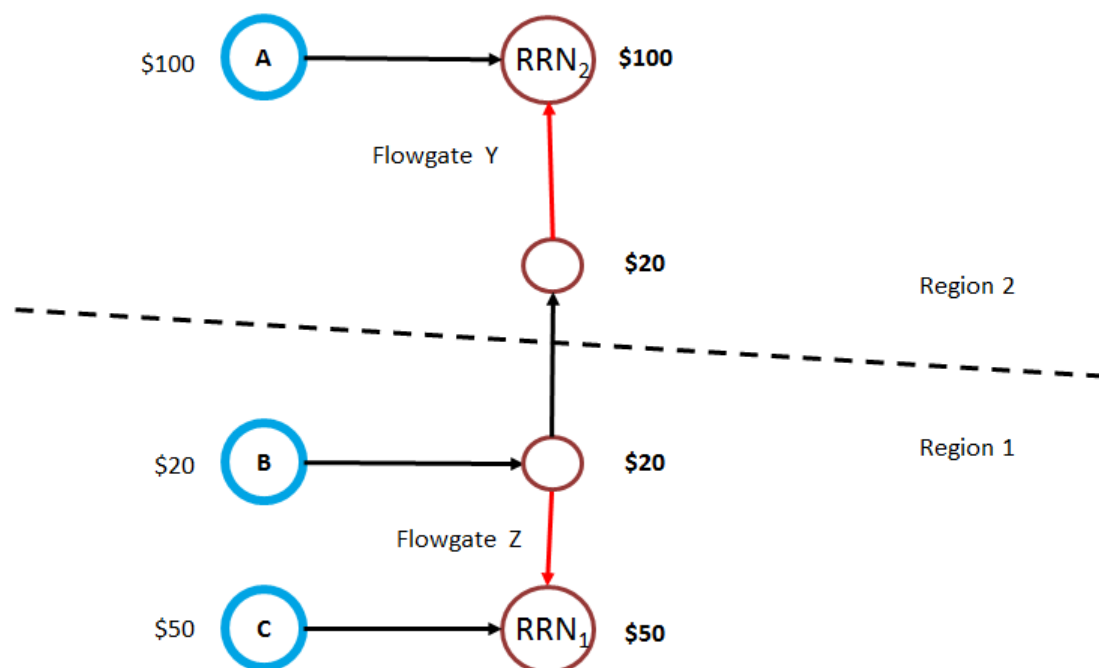 $100 A RRN₂ $100
Flowgate Y
$20
Region 2
Region 1
$20 B $20
Flowgate Z
$50 C RRN₁ $50